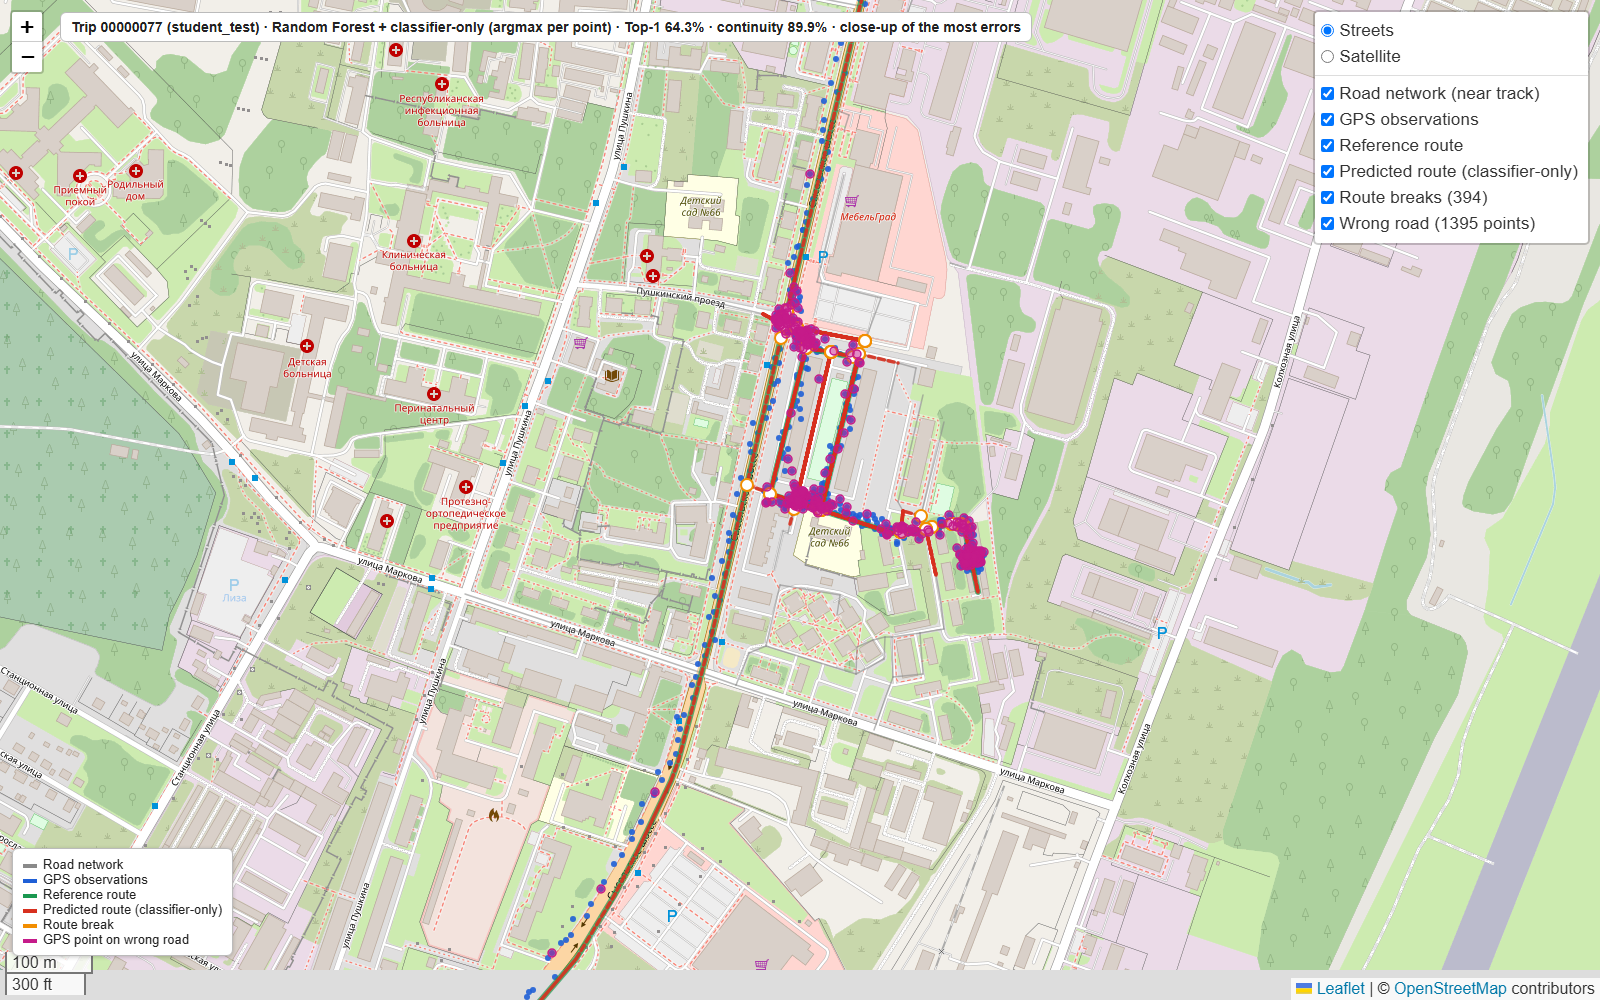 +
−
Trip 00000077 (student_test) · Random Forest + classifier-only (argmax per point) · Top-1 64.3% · continuity 89.9% · close-up of the most errors
Streets
Satellite
Road network (near track)
GPS observations
Reference route
Predicted route (classifier-only)
Route breaks (394)
Wrong road (1395 points)
Республиканская
инфекционная
больница
улица Пушкина
Приёмный
покой
Родильный
дом
P
Детский
сад №66
МебельГрад
P
Клиническая
больница
Пушкинский проезд
улица Маркова
Детская
больница
Перинатальный
центр
улица Пушкина
Колхозная улица
Протезно-
ортопедическое
предприятие
Детский
сад №66
улица Маркова
P
Лиза
улица Маркова
P
Станционная улица
улица Пушкина
улица Маркова
Станционная улица
улица Маркова
Колхозная улица
ская улица
P
улица Пушкина
Road network
GPS observations
Reference route
Predicted route (classifier-only)
Route break
GPS point on wrong road
100 m
300 ft
Leaflet | © OpenStreetMap contributors